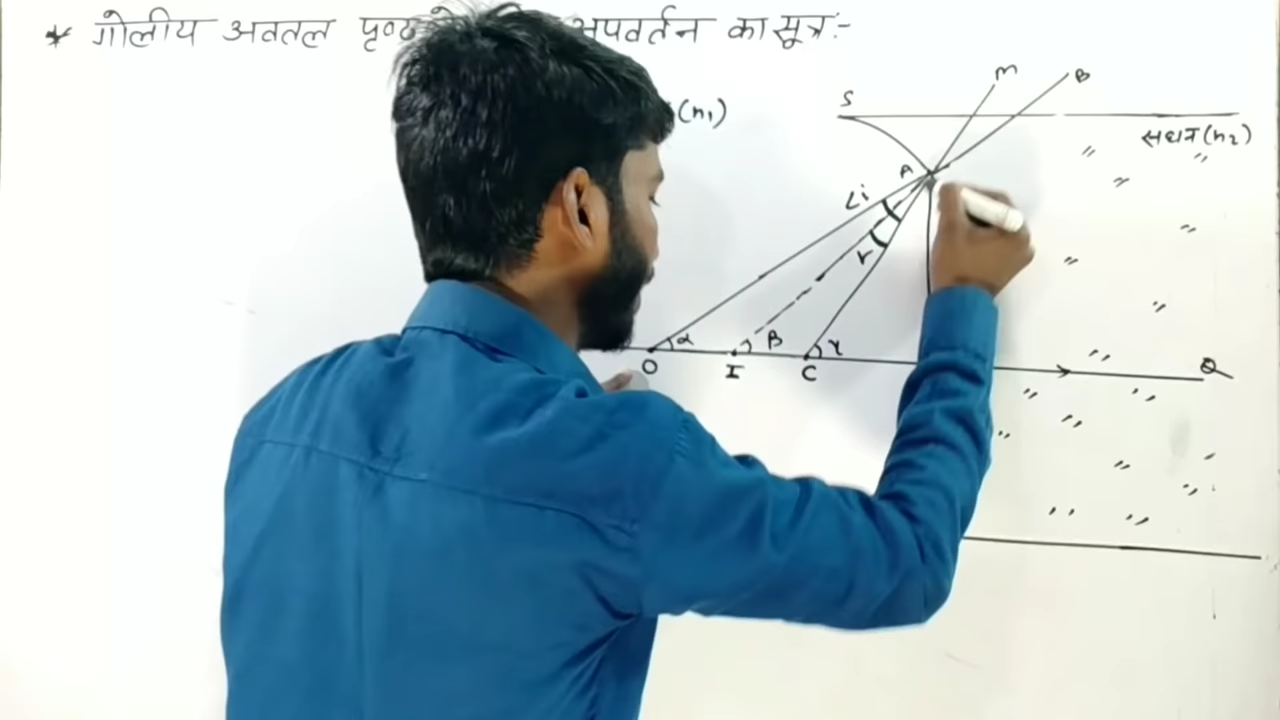 * गोलीय अवतल अपवर्तन का सूत्र:-
(n₁)
S
M
B
सघन (n₂)
A
∠i
r
α
β
γ
O
I
C
Q